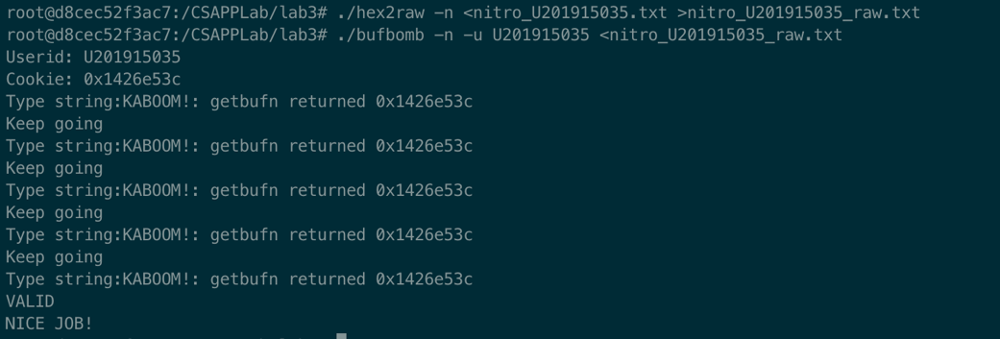 root@d8cec52f3ac7:/CSAPPLab/lab3# ./hex2raw -n <nitro_U201915035.txt >nitro_U201915035_raw.txt
root@d8cec52f3ac7:/CSAPPLab/lab3# ./bufbomb -n -u U201915035 <nitro_U201915035_raw.txt
Userid: U201915035
Cookie: 0x1426e53c
Type string:KABOOM!: getbufn returned 0x1426e53c
Keep going
Type string:KABOOM!: getbufn returned 0x1426e53c
Keep going
Type string:KABOOM!: getbufn returned 0x1426e53c
Keep going
Type string:KABOOM!: getbufn returned 0x1426e53c
Keep going
Type string:KABOOM!: getbufn returned 0x1426e53c
VALID
NICE JOB!